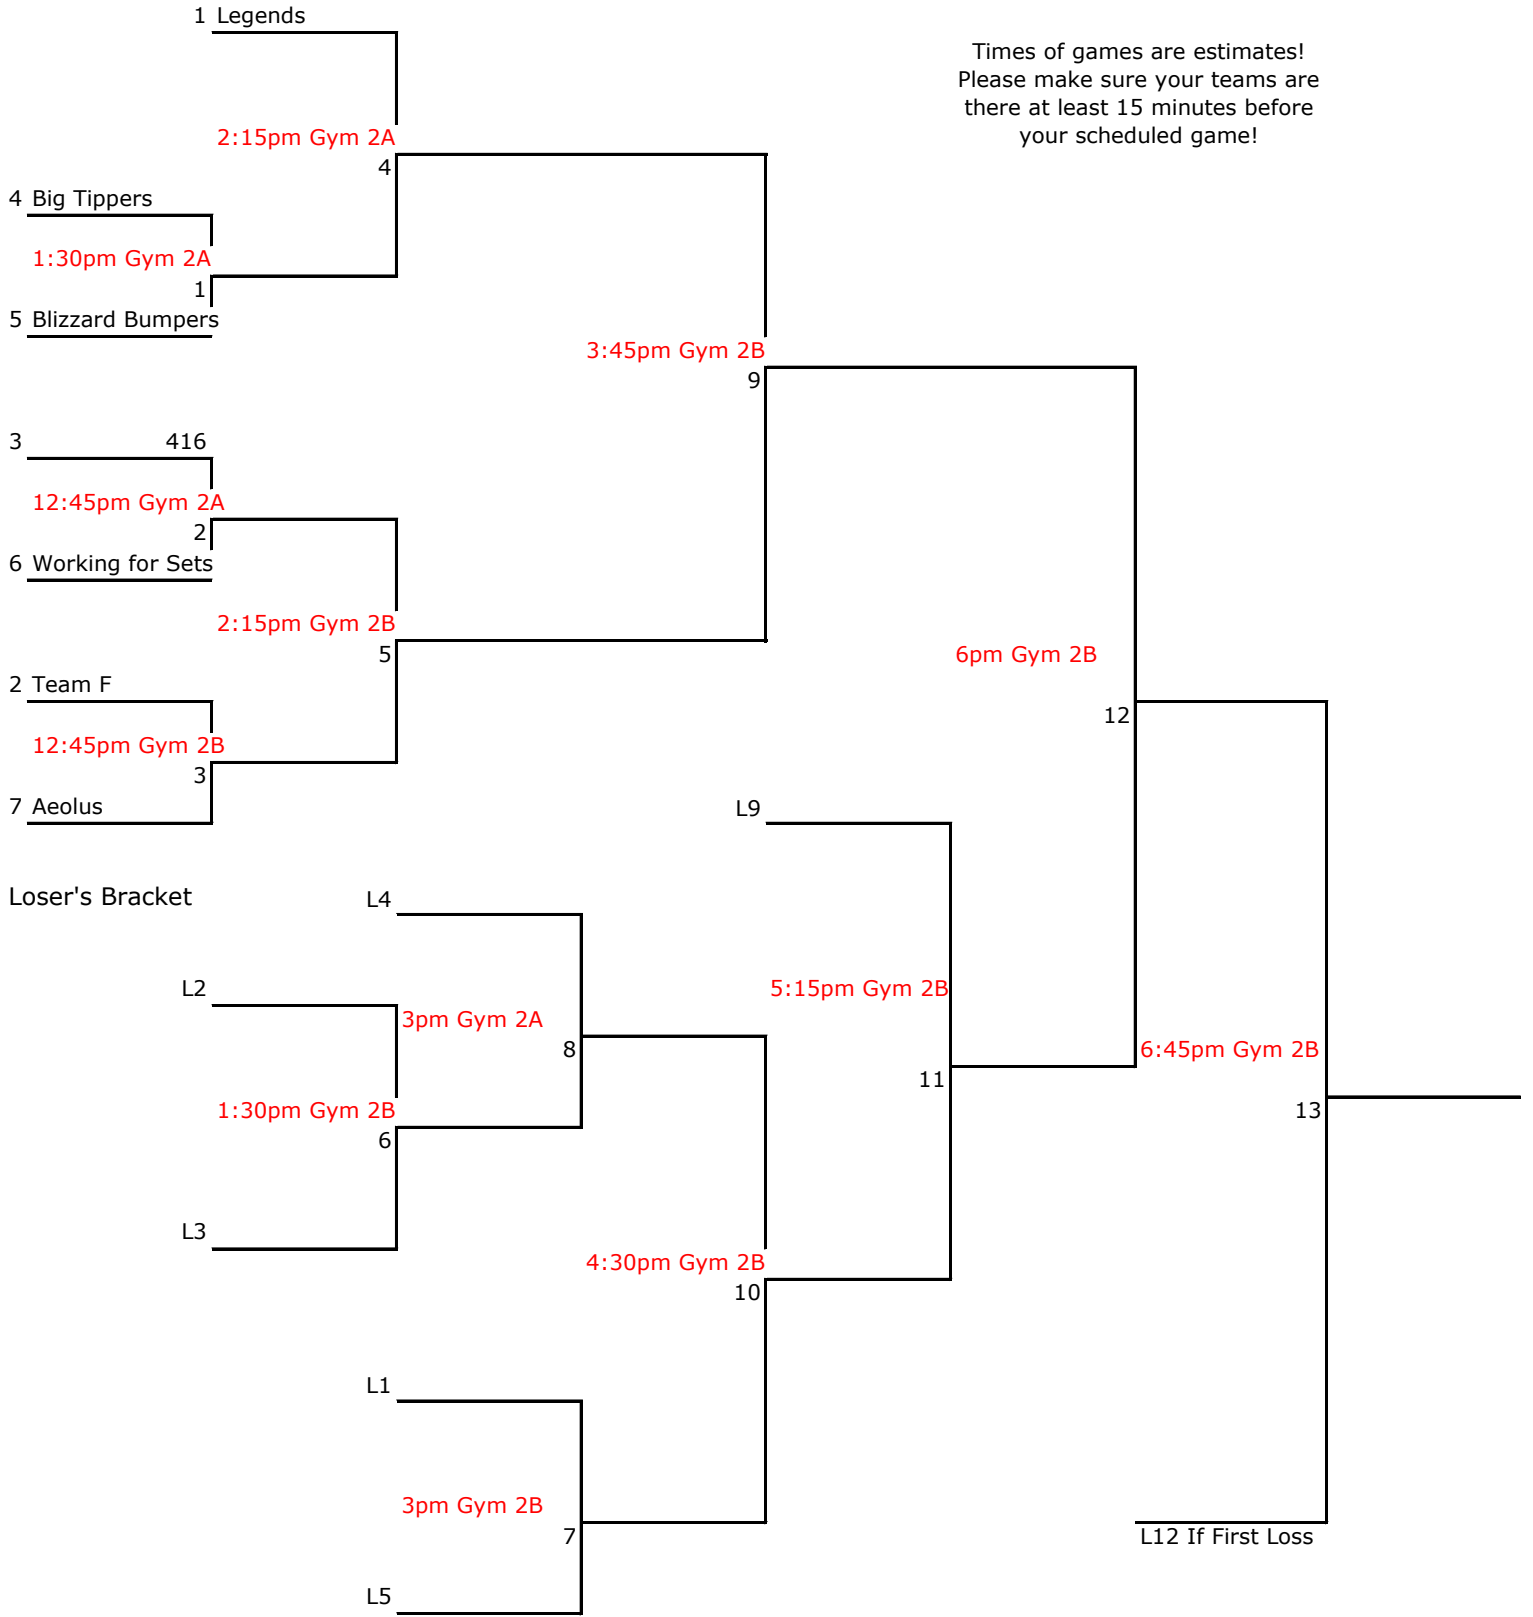 1 Legends
Times of games are estimates!
Please make sure your teams are
there at least 15 minutes before
your scheduled game!
2:15pm Gym 2A
4
4 Big Tippers
1:30pm Gym 2A
1
5 Blizzard Bumpers
3:45pm Gym 2B
9
3 416
12:45pm Gym 2A
2
6 Working for Sets
2:15pm Gym 2B
5
6pm Gym 2B
2 Team F
12
12:45pm Gym 2B
3
7 Aeolus
L9
Loser's Bracket
L4
L2
5:15pm Gym 2B
3pm Gym 2A
8
6:45pm Gym 2B
11
1:30pm Gym 2B
13
6
L3
4:30pm Gym 2B
10
L1
3pm Gym 2B
7
L12 If First Loss
L5